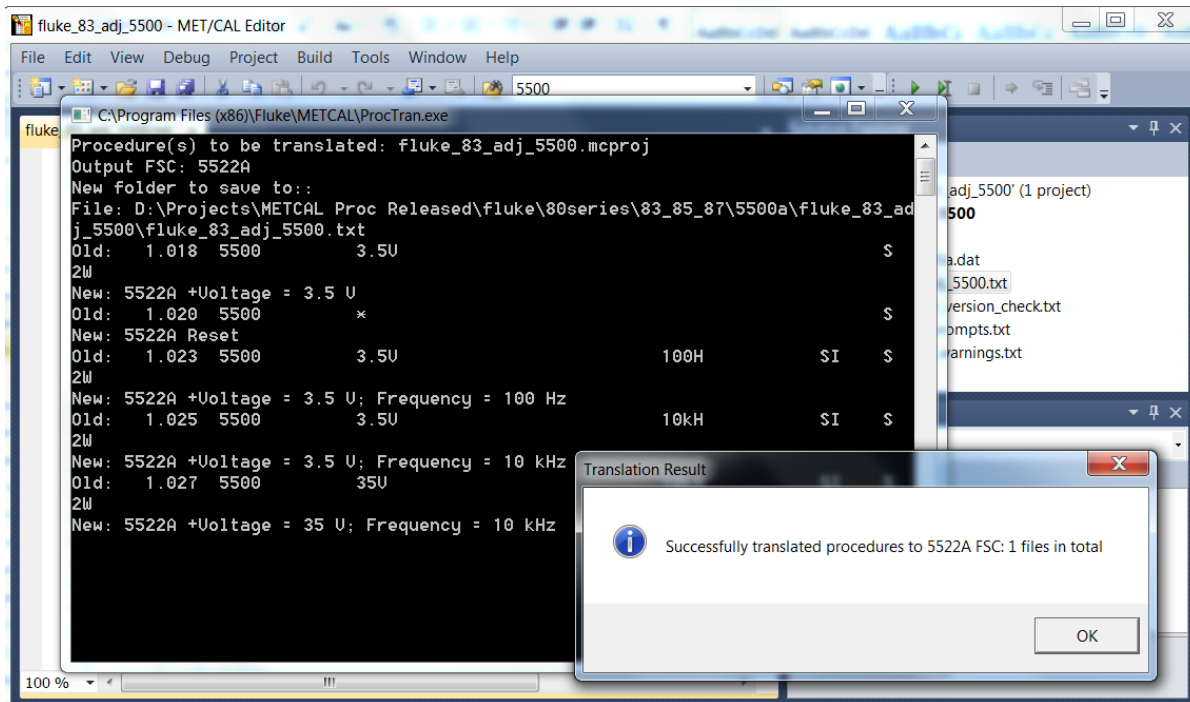 fluke_83_adj_5500 - MET/CAL Editor
File Edit View Debug Project Build Tools Window Help
5500
C:\Program Files (x86)\Fluke\METCAL\ProcTran.exe
fluke
Procedure(s) to be translated: fluke_83_adj_5500.mcproj
Output FSC: 5522A
New folder to save to::
File: D:\Projects\METCAL Proc Released\fluke\80series\83_85_87\5500a\fluke_83_ad
j_5500\fluke_83_adj_5500.txt
Old: 1.018 5500 3.5V S
2W
New: 5522A +Voltage = 3.5 V
Old: 1.020 5500 * S
New: 5522A Reset
Old: 1.023 5500 3.5V 100H SI S
2W
New: 5522A +Voltage = 3.5 V; Frequency = 100 Hz
Old: 1.025 5500 3.5V 10kH SI S
2W
New: 5522A +Voltage = 3.5 V; Frequency = 10 kHz
Old: 1.027 5500 35V
2W
New: 5522A +Voltage = 35 V; Frequency = 10 kHz
_adj_5500' (1 project)
500
a.dat
_5500.txt
version_check.txt
ompts.txt
varnings.txt
Translation Result
Successfully translated procedures to 5522A FSC: 1 files in total
OK
100 %